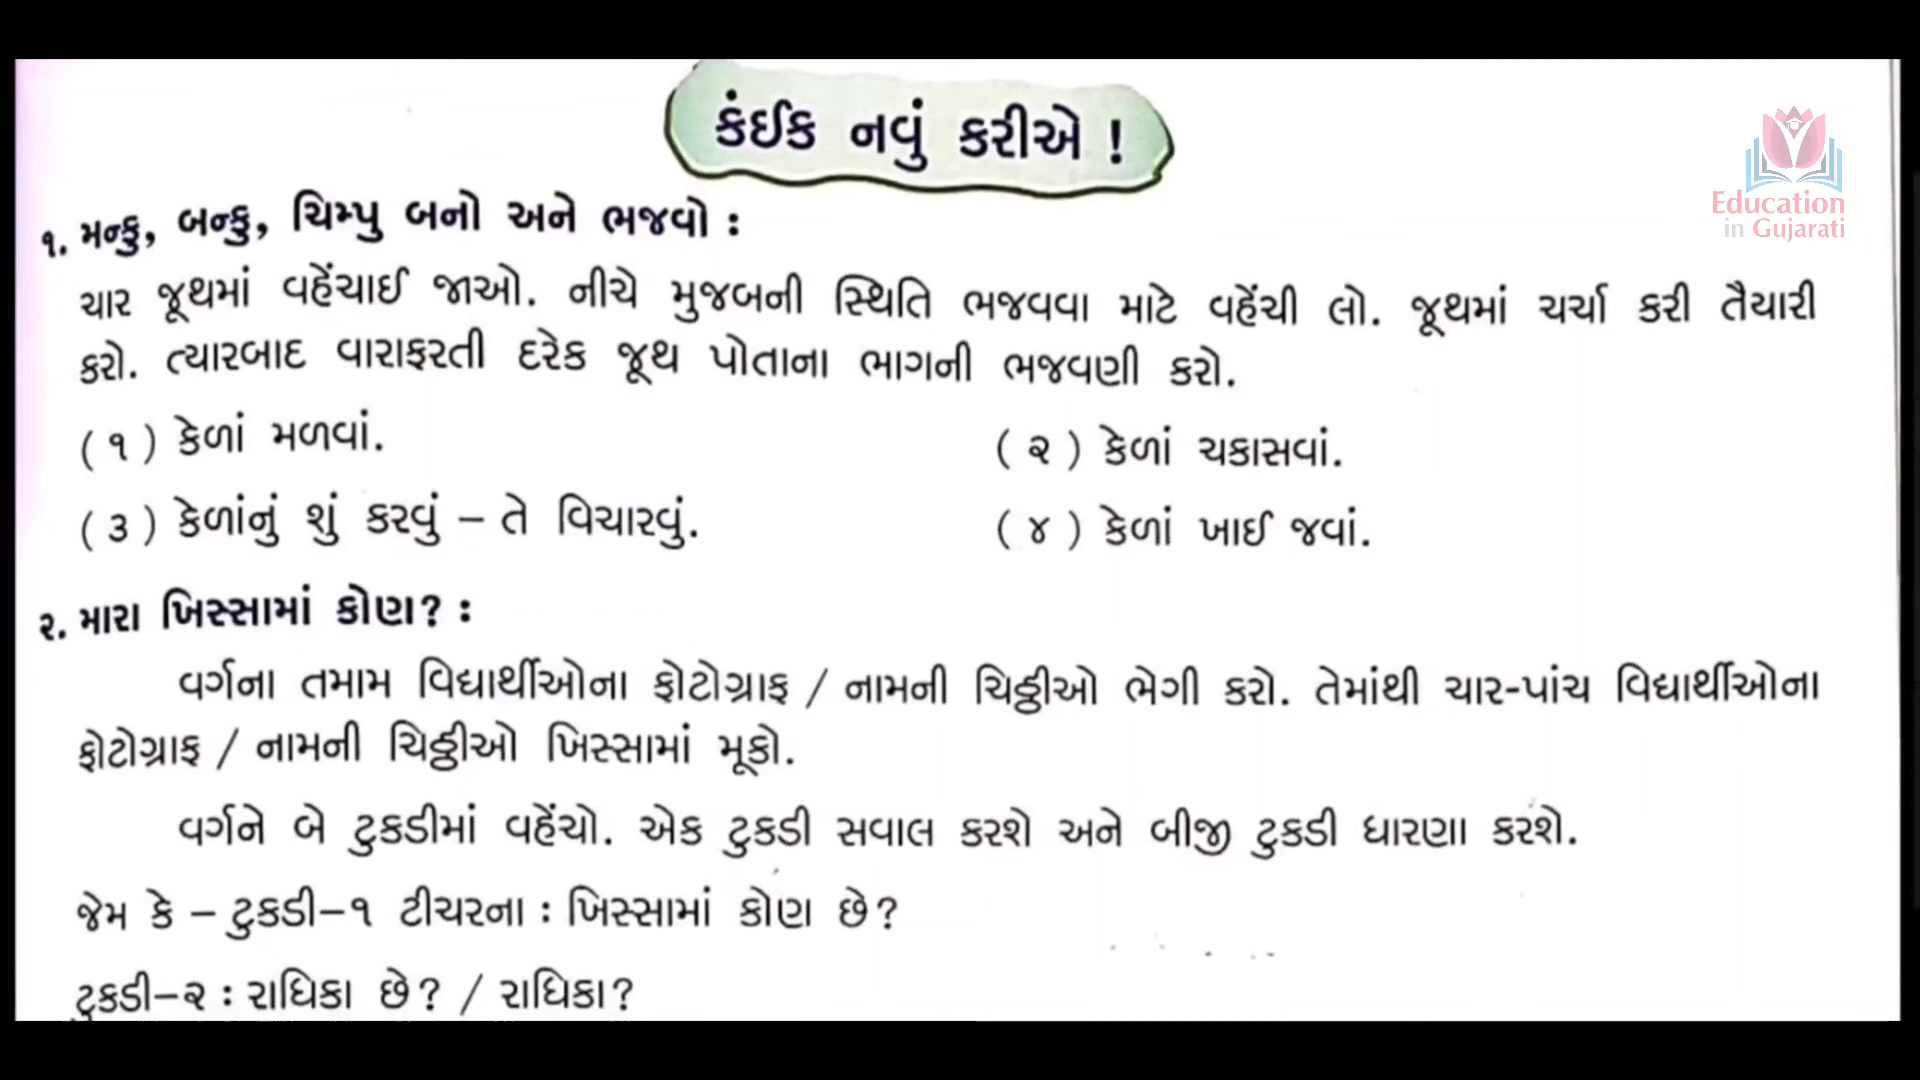 કંઈક નવું કરીએ !
Education
in Gujarati
૧. મન્કુ, બન્કુ, ચિમ્પુ બનો અને ભજવો :
ચાર જૂથમાં વહેંચાઈ જાઓ. નીચે મુજબની સ્થિતિ ભજવવા માટે વહેંચી લો. જૂથમાં ચર્ચા કરી તૈયારી
કરો. ત્યારબાદ વારાફરતી દરેક જૂથ પોતાના ભાગની ભજવણી કરો.
(૧) કેળાં મળવાં. (૨) કેળાં ચકાસવાં.
(૩) કેળાંનું શું કરવું – તે વિચારવું. (૪) કેળાં ખાઈ જવાં.
૨. મારા ખિસ્સામાં કોણ? :
વર્ગના તમામ વિદ્યાર્થીઓના ફોટોગ્રાફ / નામની ચિઠ્ઠીઓ ભેગી કરો. તેમાંથી ચાર-પાંચ વિદ્યાર્થીઓના
ફોટોગ્રાફ / નામની ચિઠ્ઠીઓ ખિસ્સામાં મૂકો.
વર્ગને બે ટુકડીમાં વહેંચો. એક ટુકડી સવાલ કરશે અને બીજી ટુકડી ધારણા કરશે.
જેમ કે – ટુકડી–૧ ટીચરના : ખિસ્સામાં કોણ છે?
ટુકડી–૨ : રાધિકા છે? / રાધિકા?